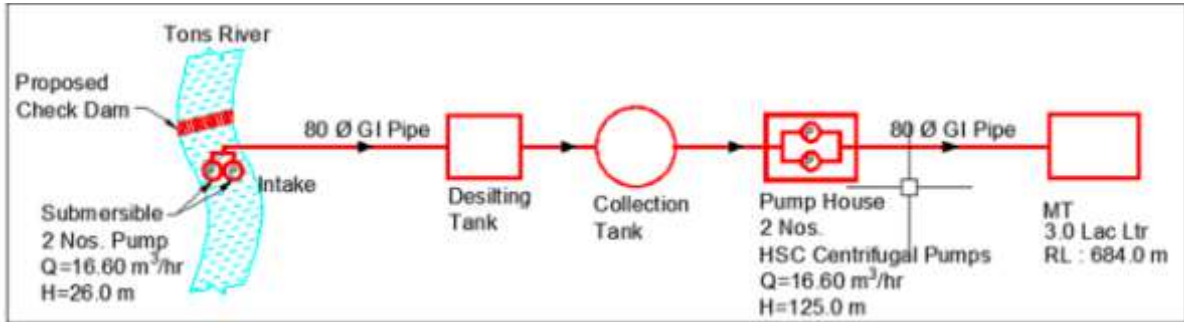 Tons River
Proposed
Check Dam
80 Ø GI Pipe
Intake
Submersible
2 Nos. Pump
Q=16.60 m³/hr
H=26.0 m
Desilting
Tank
Collection
Tank
Pump House
2 Nos.
HSC Centrifugal Pumps
Q=16.60 m³/hr
H=125.0 m
80 Ø GI Pipe
MT
3.0 Lac Ltr
RL : 684.0 m